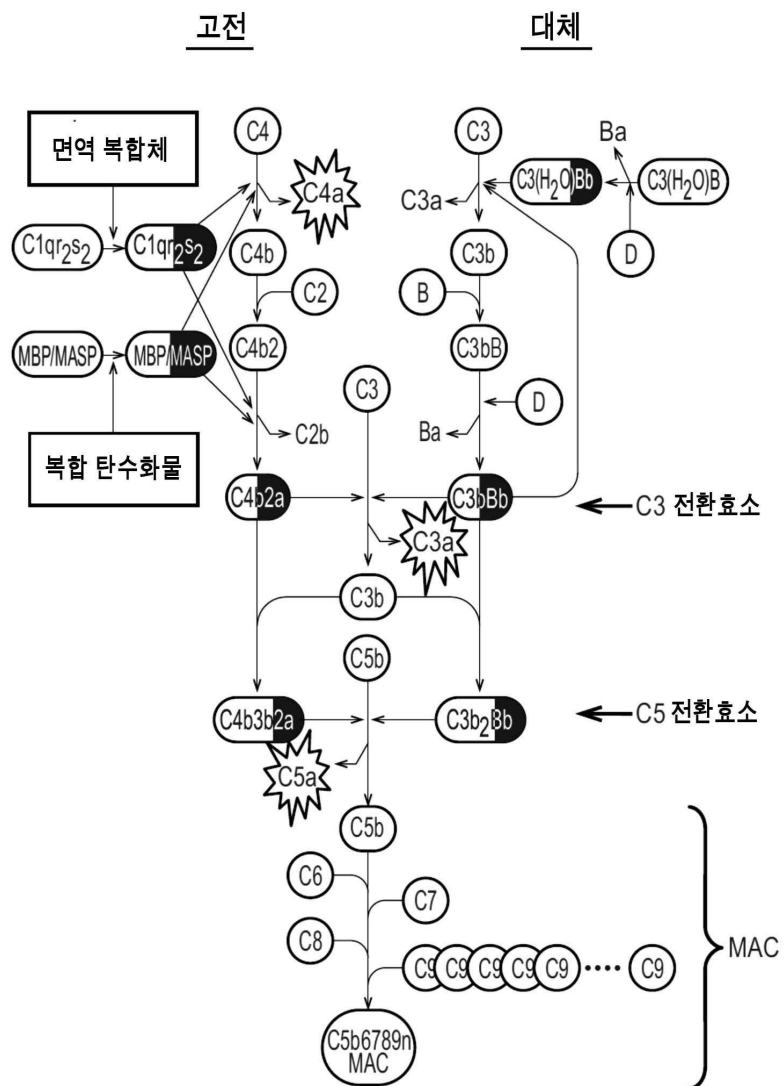 고전
대체
면역 복합체
C4
C3
Ba
C4a
C3a
C3(H₂O)Bb
C3(H₂O)B
C1qr₂s₂
C1qr₂s₂
C4b
C3b
D
C2
B
MBP/MASP
MBP/MASP
C4b2
C3bB
C3
D
복합 탄수화물
C2b
Ba
C4b2a
C3bBb
C3 전환효소
C3a
C3b
C5b
C4b3b2a
C3b₂Bb
C5 전환효소
C5a
C5b
C6
C7
C8
C9 C9 C9 C9 C9 •••• C9
MAC
C5b6789n
MAC